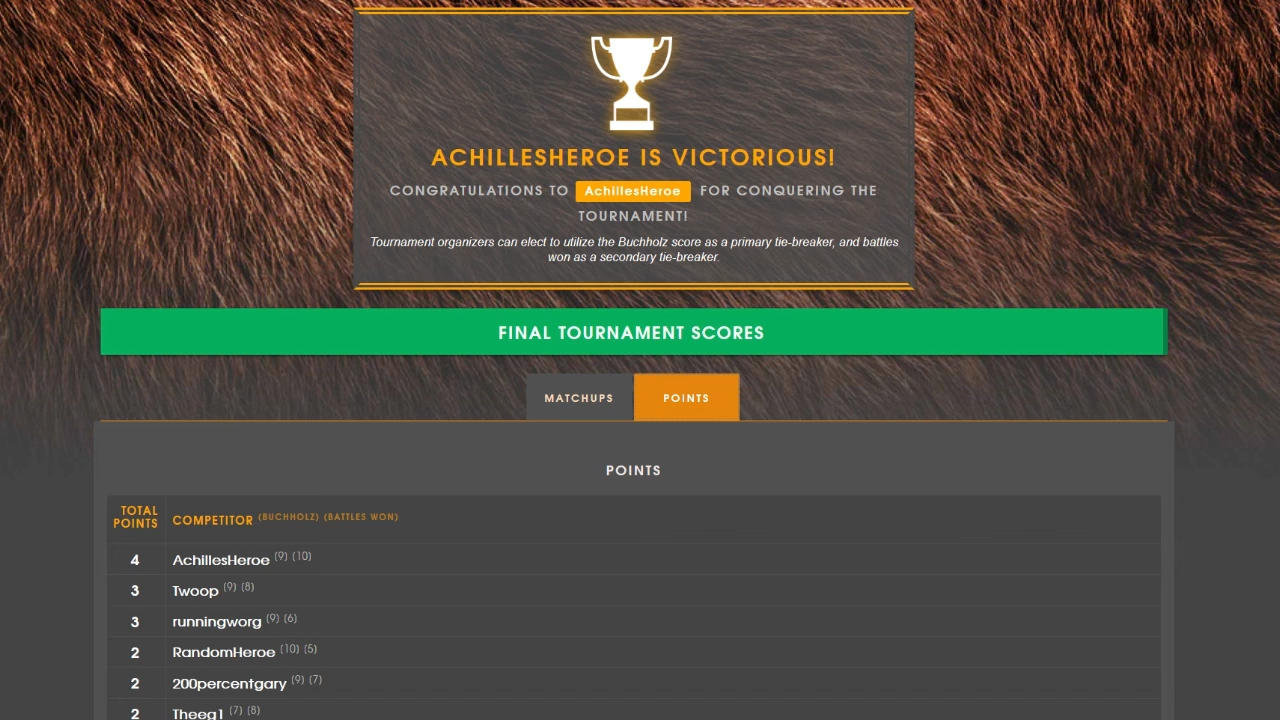 ACHILLESHEROE IS VICTORIOUS!
CONGRATULATIONS TO AchillesHeroe FOR CONQUERING THE
TOURNAMENT!
Tournament organizers can elect to utilize the Buchholz score as a primary tie-breaker, and battles
won as a secondary tie-breaker.
FINAL TOURNAMENT SCORES
MATCHUPS POINTS
POINTS
TOTAL
POINTS
COMPETITOR (BUCHHOLZ) (BATTLES WON)
4 AchillesHeroe (9) (10)
3 Twoop (9) (8)
3 runningworg (9) (6)
2 RandomHeroe (10) (5)
2 200percentgary (9) (7)
2 Theeg1 (7) (8)